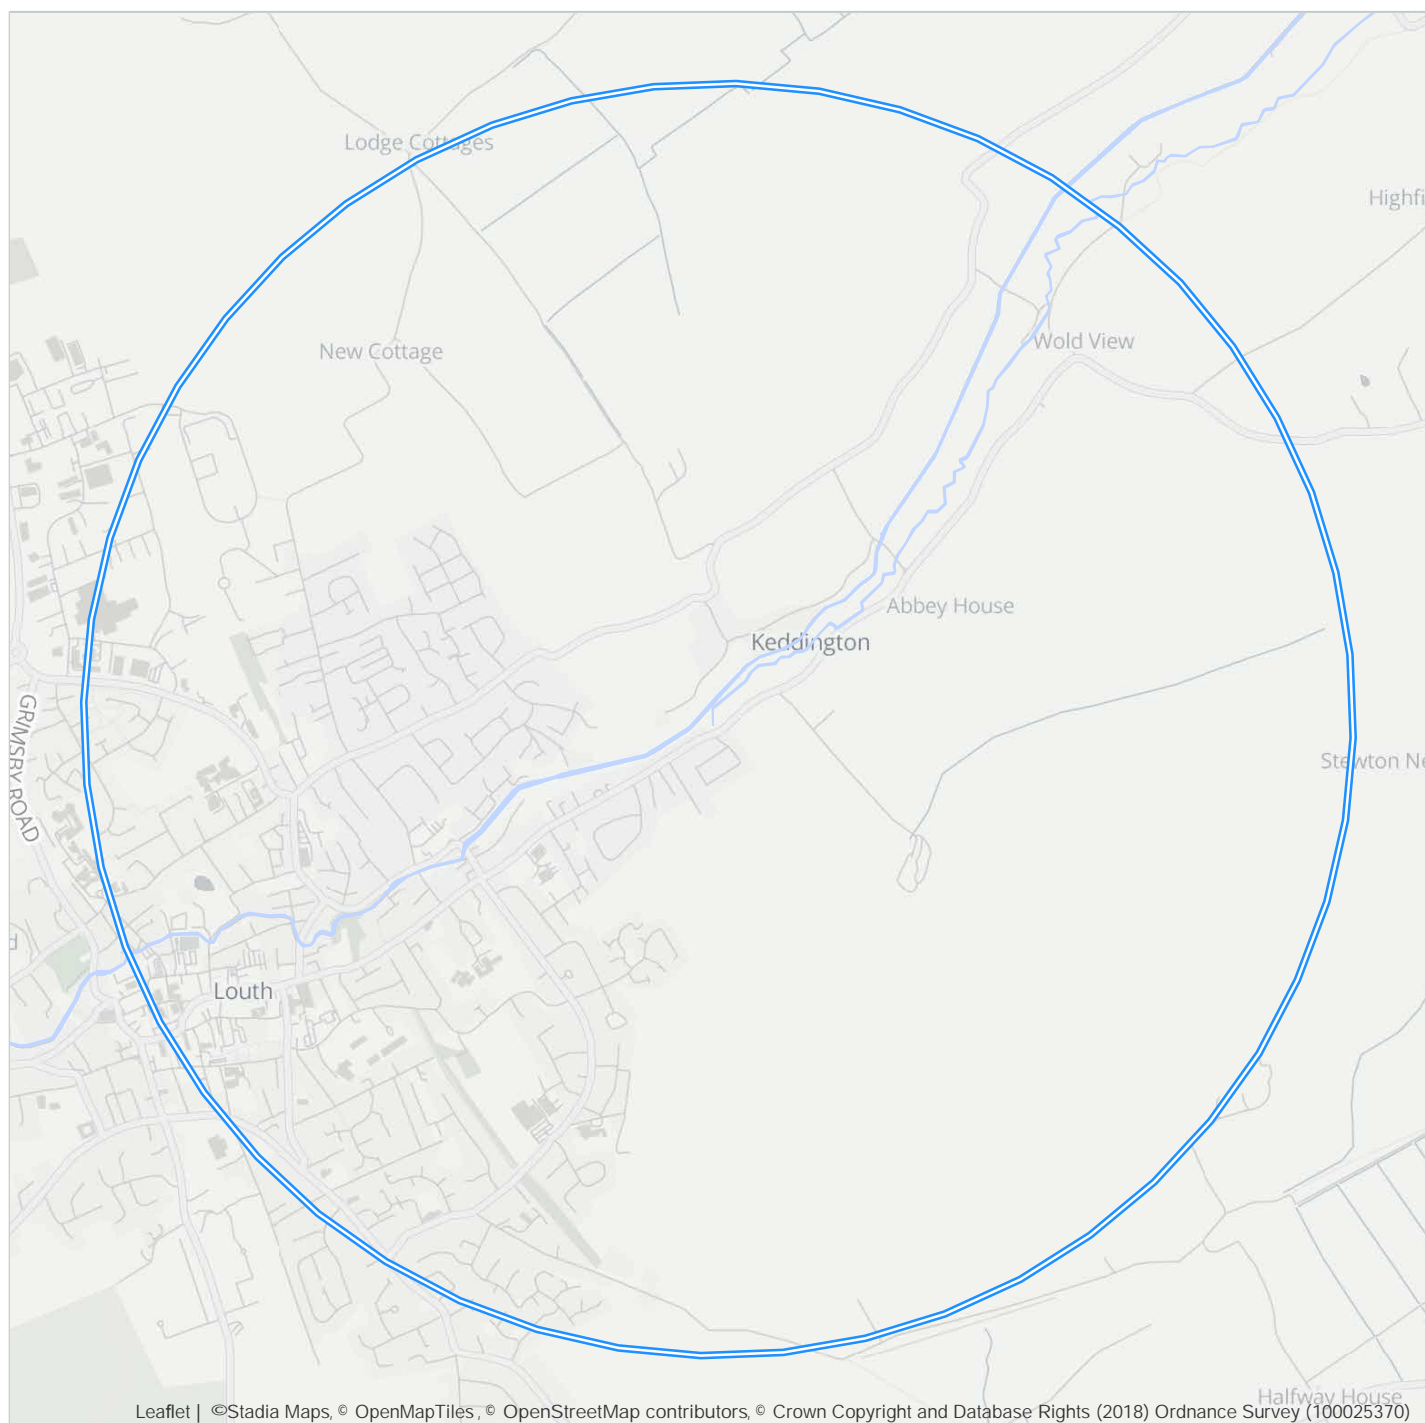 Lodge Cottages
Highfi
New Cottage
Wold View
Abbey House
Keddington
GRIMSBY ROAD
Stewton Ne
d
Louth
Halfway House
Leaflet | ©Stadia Maps, © OpenMapTiles, © OpenStreetMap contributors, © Crown Copyright and Database Rights (2018) Ordnance Survey (100025370)